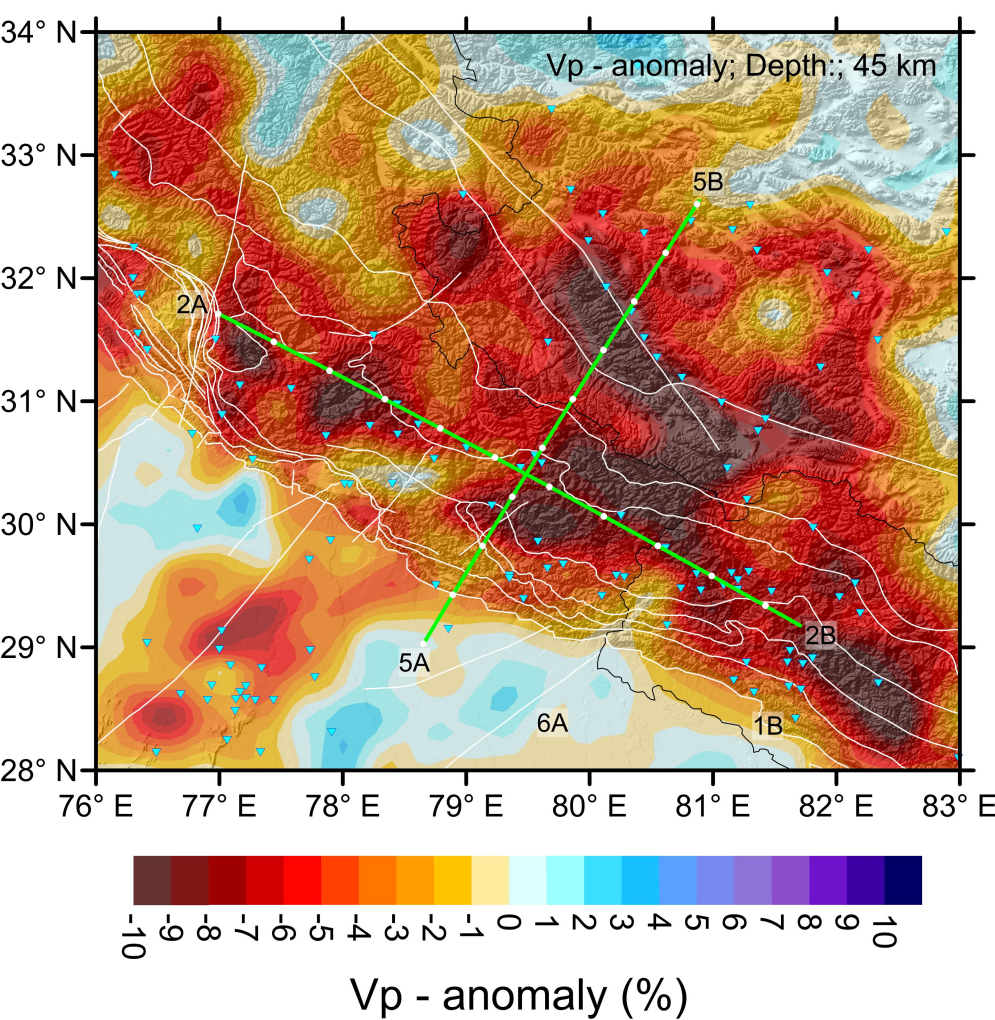 34° N
Vp - anomaly; Depth:; 45 km
33° N
5B
32° N
2A
31° N
30° N
29° N
2B
5A
6A
1B
28° N
76° E
77° E
78° E
79° E
80° E
81° E
82° E
83° E
-10
-9
-8
-7
-6
-5
-4
-3
-2
-1
0
1
2
3
4
5
6
7
8
9
10
Vp - anomaly (%)